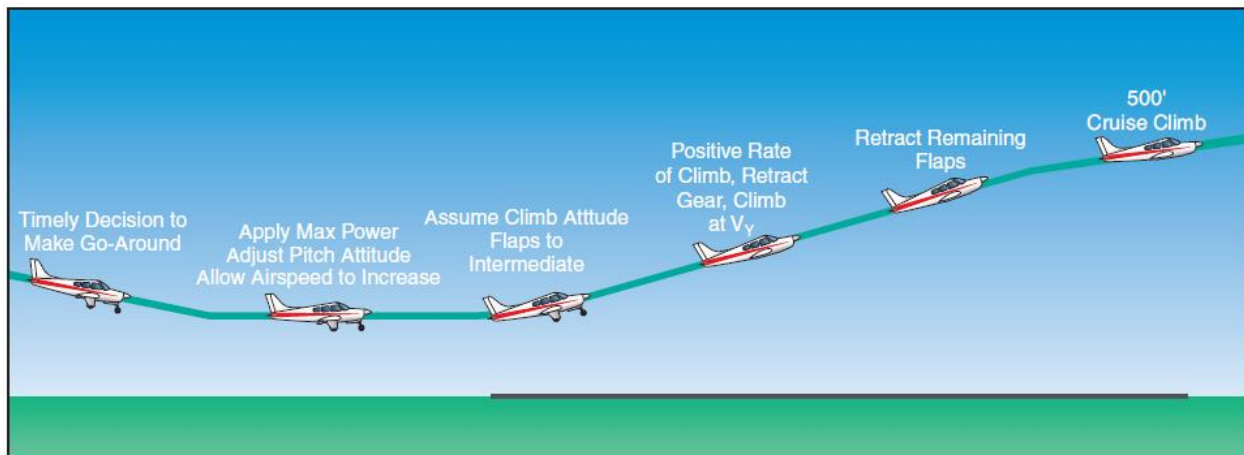 Timely Decision to
Make Go-Around
Apply Max Power
Adjust Pitch Attitude
Allow Airspeed to Increase
Assume Climb Atttude
Flaps to
Intermediate
Positive Rate
of Climb, Retract
Gear, Climb
at VY
Retract Remaining
Flaps
500'
Cruise Climb